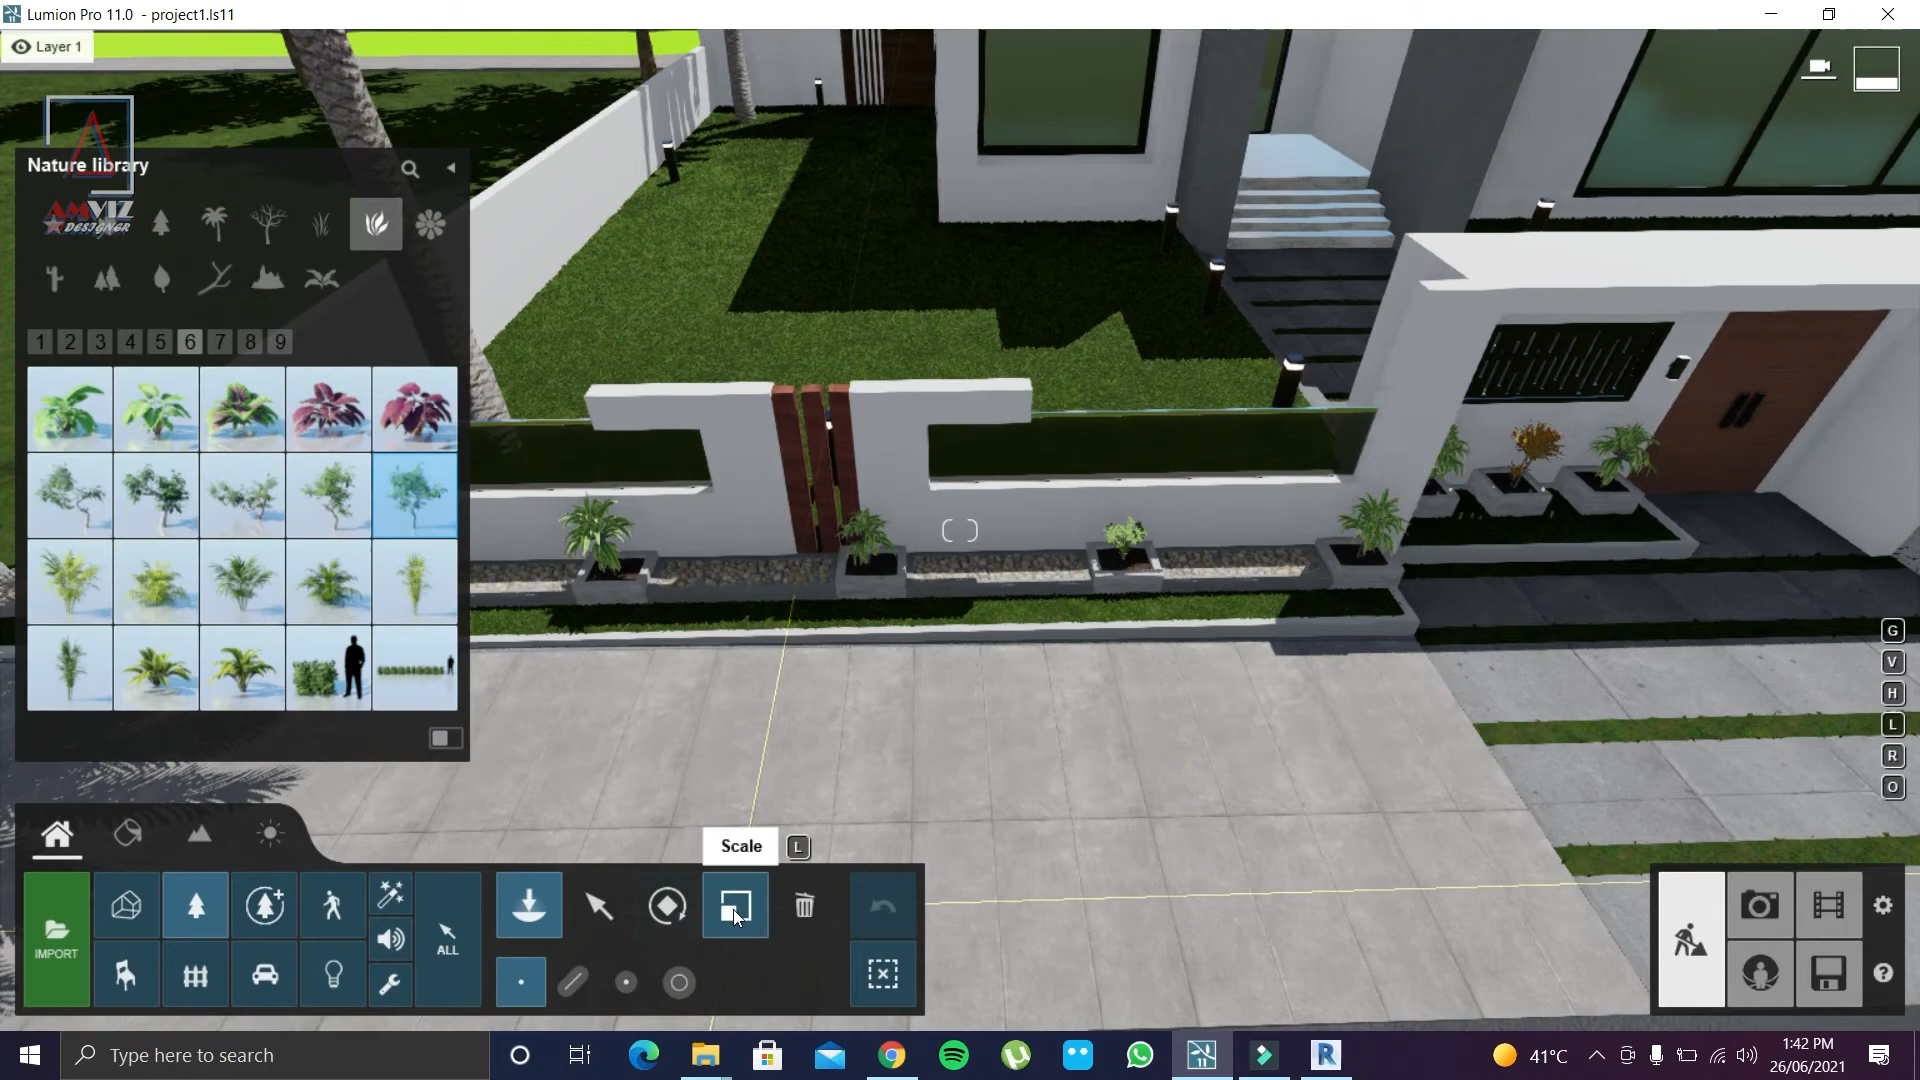 Lumion Pro 11.0 - project1.ls11
Layer 1
Nature library
AMVIZ
DESIGNER
1 2 3 4 5 6 7 8 9
G
V
H
L
R
O
Scale L
IMPORT
ALL
Type here to search
11
R
41°C
1:42 PM
26/06/2021